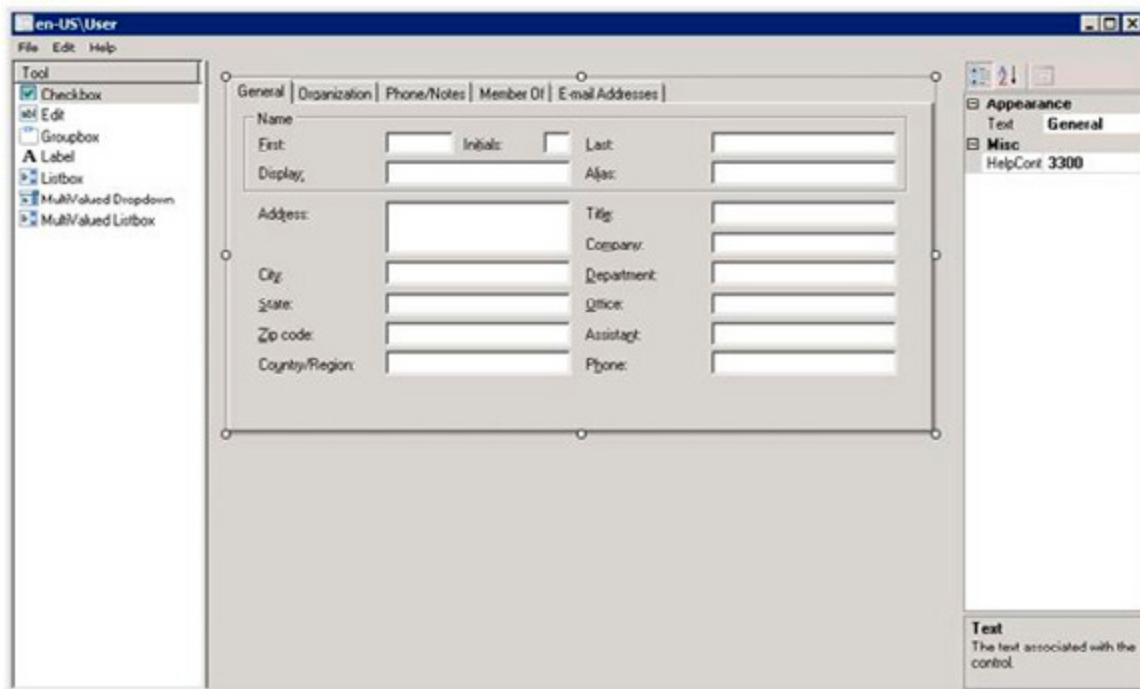 en-US\User
File Edit Help
Tool
Checkbox
Edit
Groupbox
Label
Listbox
MultiValued Dropdown
MultiValued Listbox
General Organization Phone/Notes Member Of E-mail Addresses
Name
First: Initials: Last:
Display: Alias:
Address: Title:
Company:
City: Department:
State: Office:
Zip code: Assistant:
Country/Region: Phone:
Appearance
Text General
Misc
HelpCont 3300
Text
The text associated with the
control.